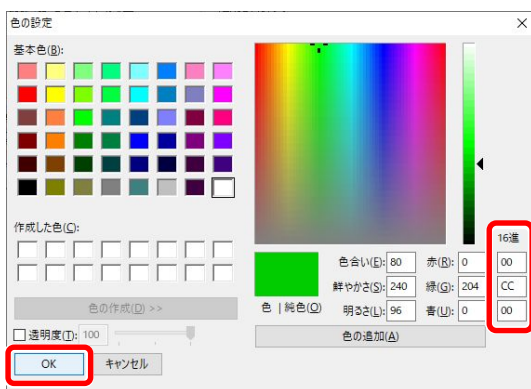 色の設定
基本色(B):
作成した色(C):
色の作成(D) >>
透明度(T): 100
OK キャンセル
16進
色合い(E): 80 赤(R): 0 00
鮮やかさ(S): 240 緑(G): 204 CC
色 | 純色(O) 明るさ(L): 96 青(U): 0 00
色の追加(A)